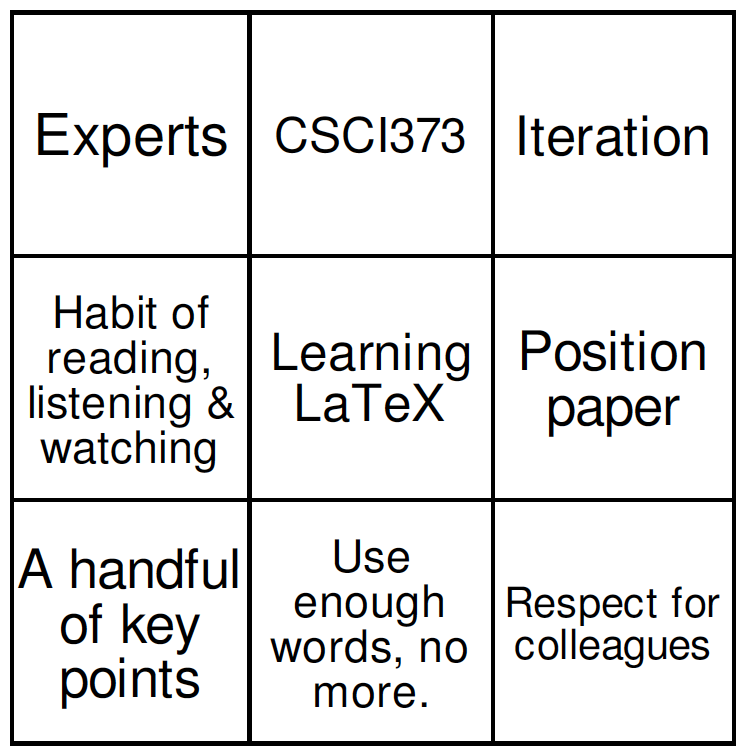 Experts
CSCI373
Iteration
Habit of
reading,
listening &
watching
Learning
LaTeX
Position
paper
A handful
of key
points
Use
enough
words, no
more.
Respect for
colleagues